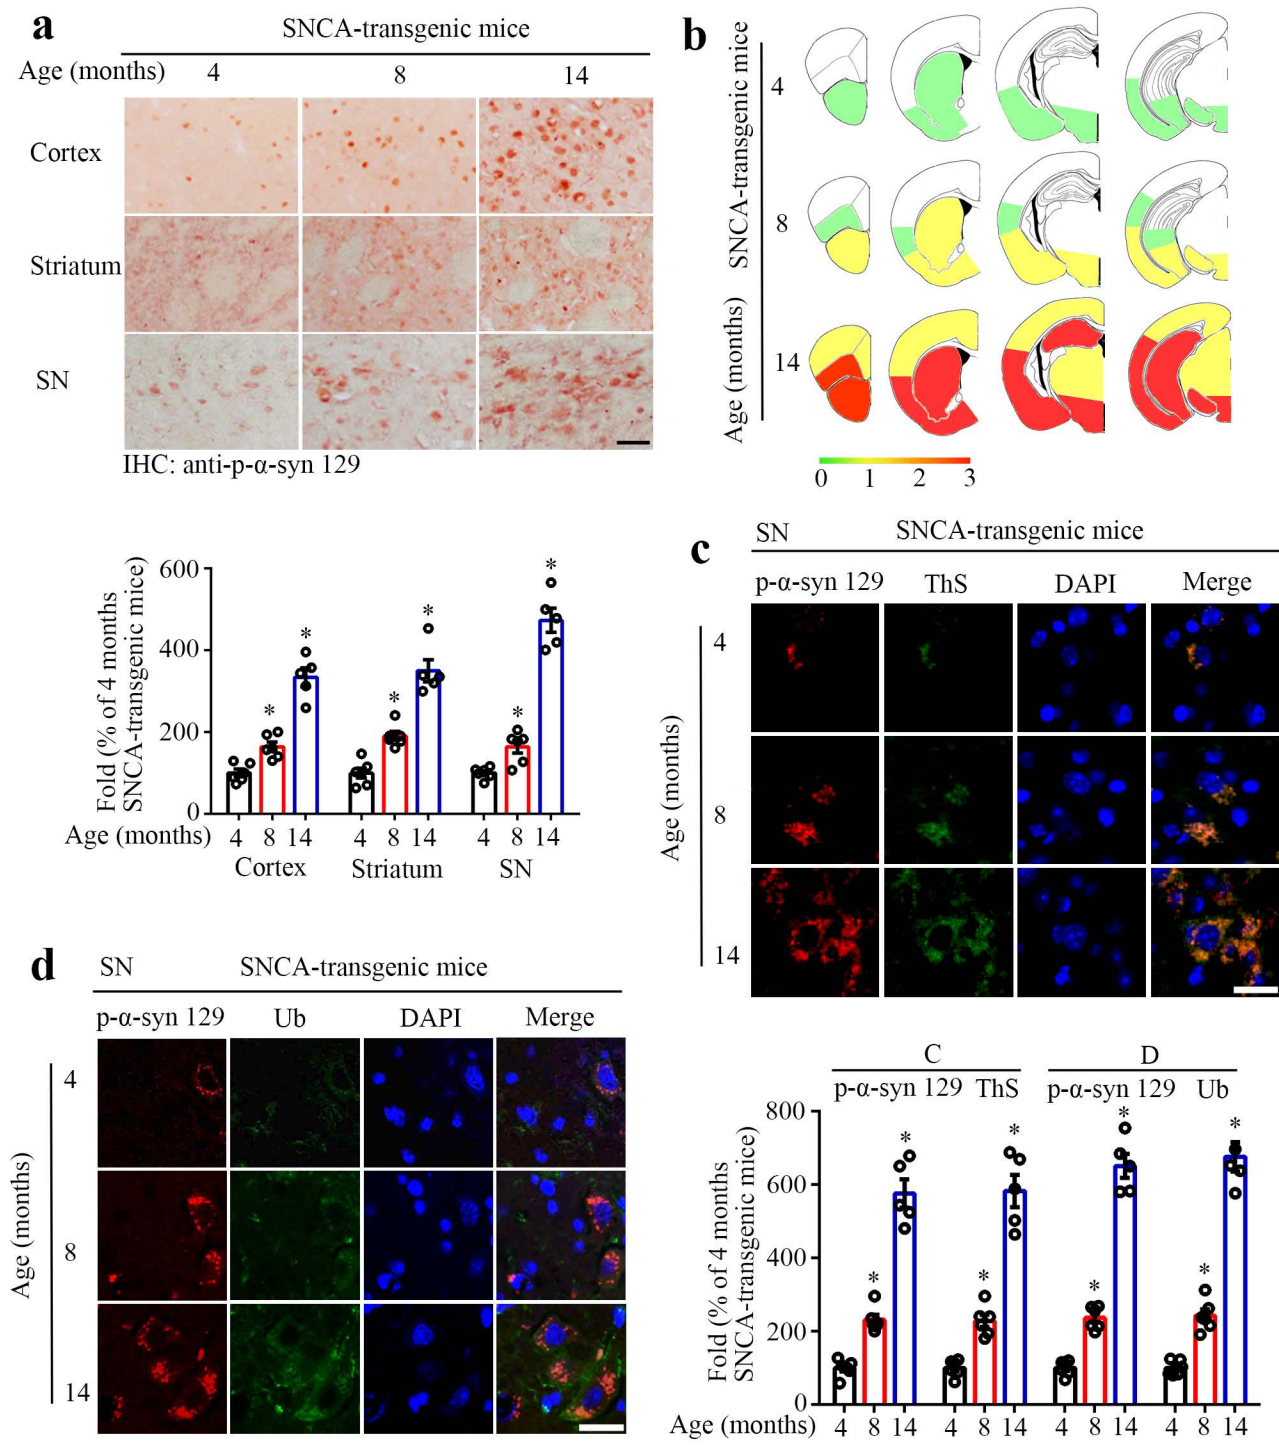 a
SNCA-transgenic mice
Age (months) 4 8 14
Cortex
Striatum
SN
IHC: anti-p-α-syn 129
Fold (% of 4 months
SNCA-transgenic mice)
600
400
200
0
* * * * * *
Age (months) 4 8 14 4 8 14 4 8 14
Cortex Striatum SN
b
SNCA-transgenic mice
Age (months)
4
8
14
0 1 2 3
c
SN SNCA-transgenic mice
p-α-syn 129 ThS DAPI Merge
Age (months)
4
8
14
d
SN SNCA-transgenic mice
p-α-syn 129 Ub DAPI Merge
Age (months)
4
8
14
C D
p-α-syn 129 ThS p-α-syn 129 Ub
Fold (% of 4 months
SNCA-transgenic mice)
800
600
400
200
0
* * * * * * * *
Age (months) 4 8 14 4 8 14 4 8 14 4 8 14